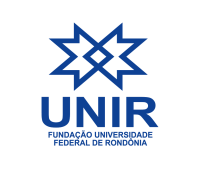 UNIR
FUNDAÇÃO UNIVERSIDADE
FEDERAL DE RONDÔNIA